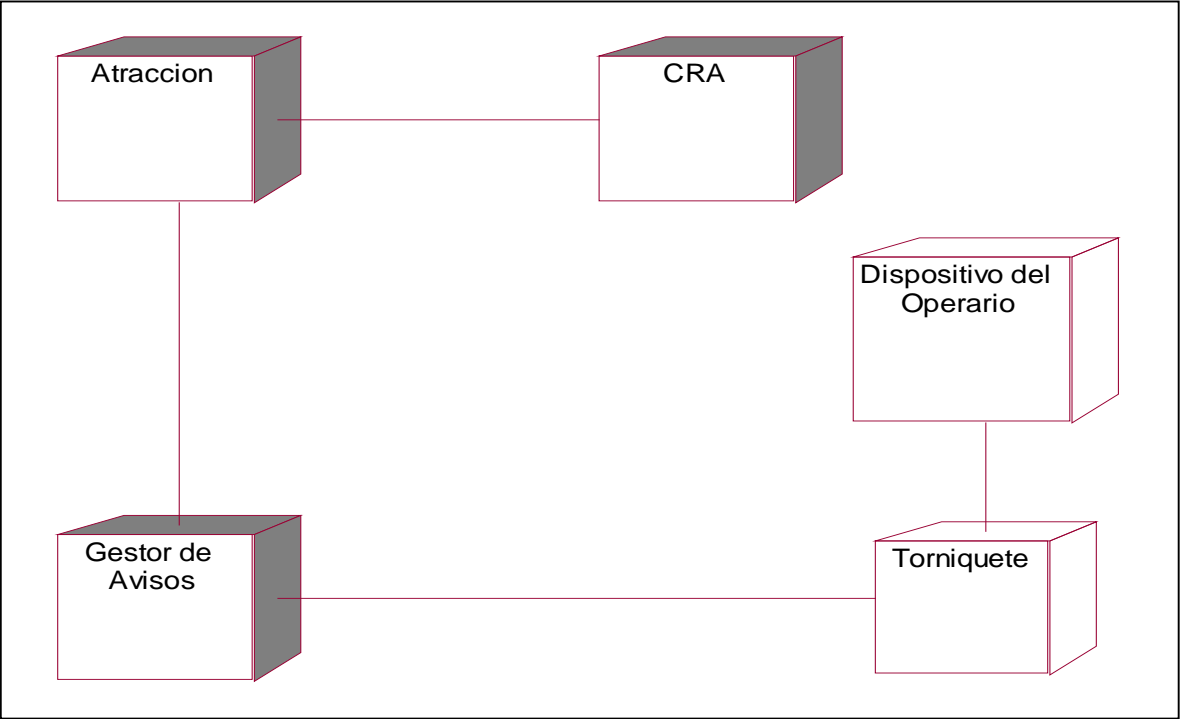 Atraccion
CRA
Dispositivo del
Operario
Gestor de
Avisos
Torniquete